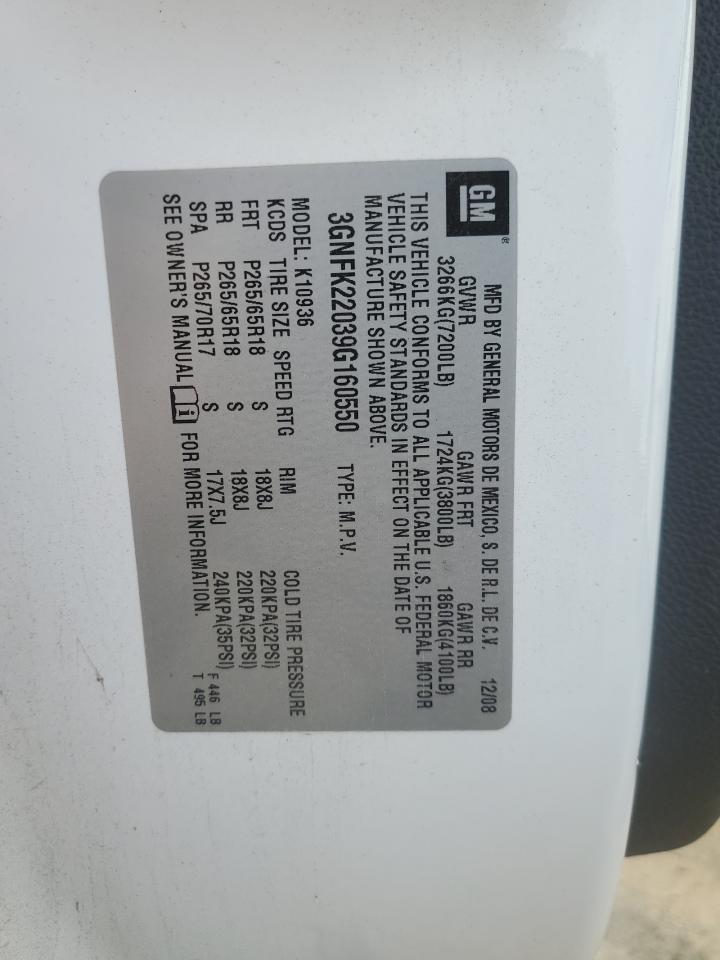 GM®
MFD BY GENERAL MOTORS DE MEXICO, S. DE R.L. DE C.V. 12/08
GVWR GAWR FRT GAWR RR
3266KG(7200LB) 1724KG(3800LB) 1860KG(4100LB)
THIS VEHICLE CONFORMS TO ALL APPLICABLE U.S. FEDERAL MOTOR
VEHICLE SAFETY STANDARDS IN EFFECT ON THE DATE OF
MANUFACTURE SHOWN ABOVE.
3GNFK22039G160550 TYPE: M.P.V.
MODEL: K10936
KCDS TIRE SIZE SPEED RTG RIM COLD TIRE PRESSURE
FRT P265/65R18 S 18X8J 220KPA(32PSI)
RR P265/65R18 S 18X8J 220KPA(32PSI)
SPA P265/70R17 S 17X7.5J 240KPA(35PSI)
SEE OWNER'S MANUAL i FOR MORE INFORMATION.
F 446 LB
T 495 LB